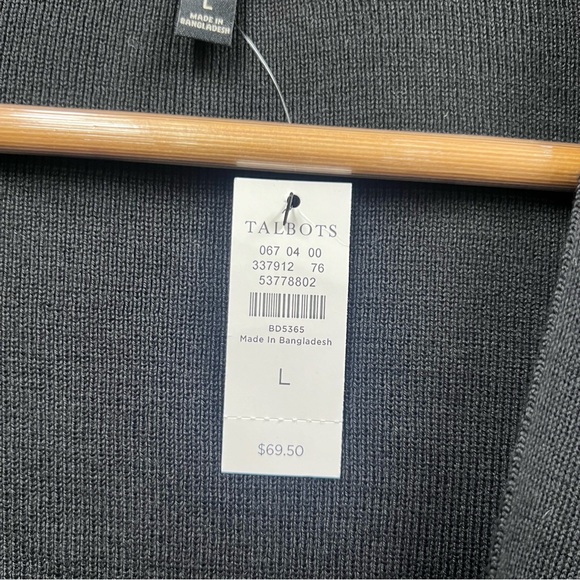 L
MADE IN
BANGLADESH
TALBOTS
067 04 00
337912 76
53778802
BD5365
Made In Bangladesh
L
$69.50